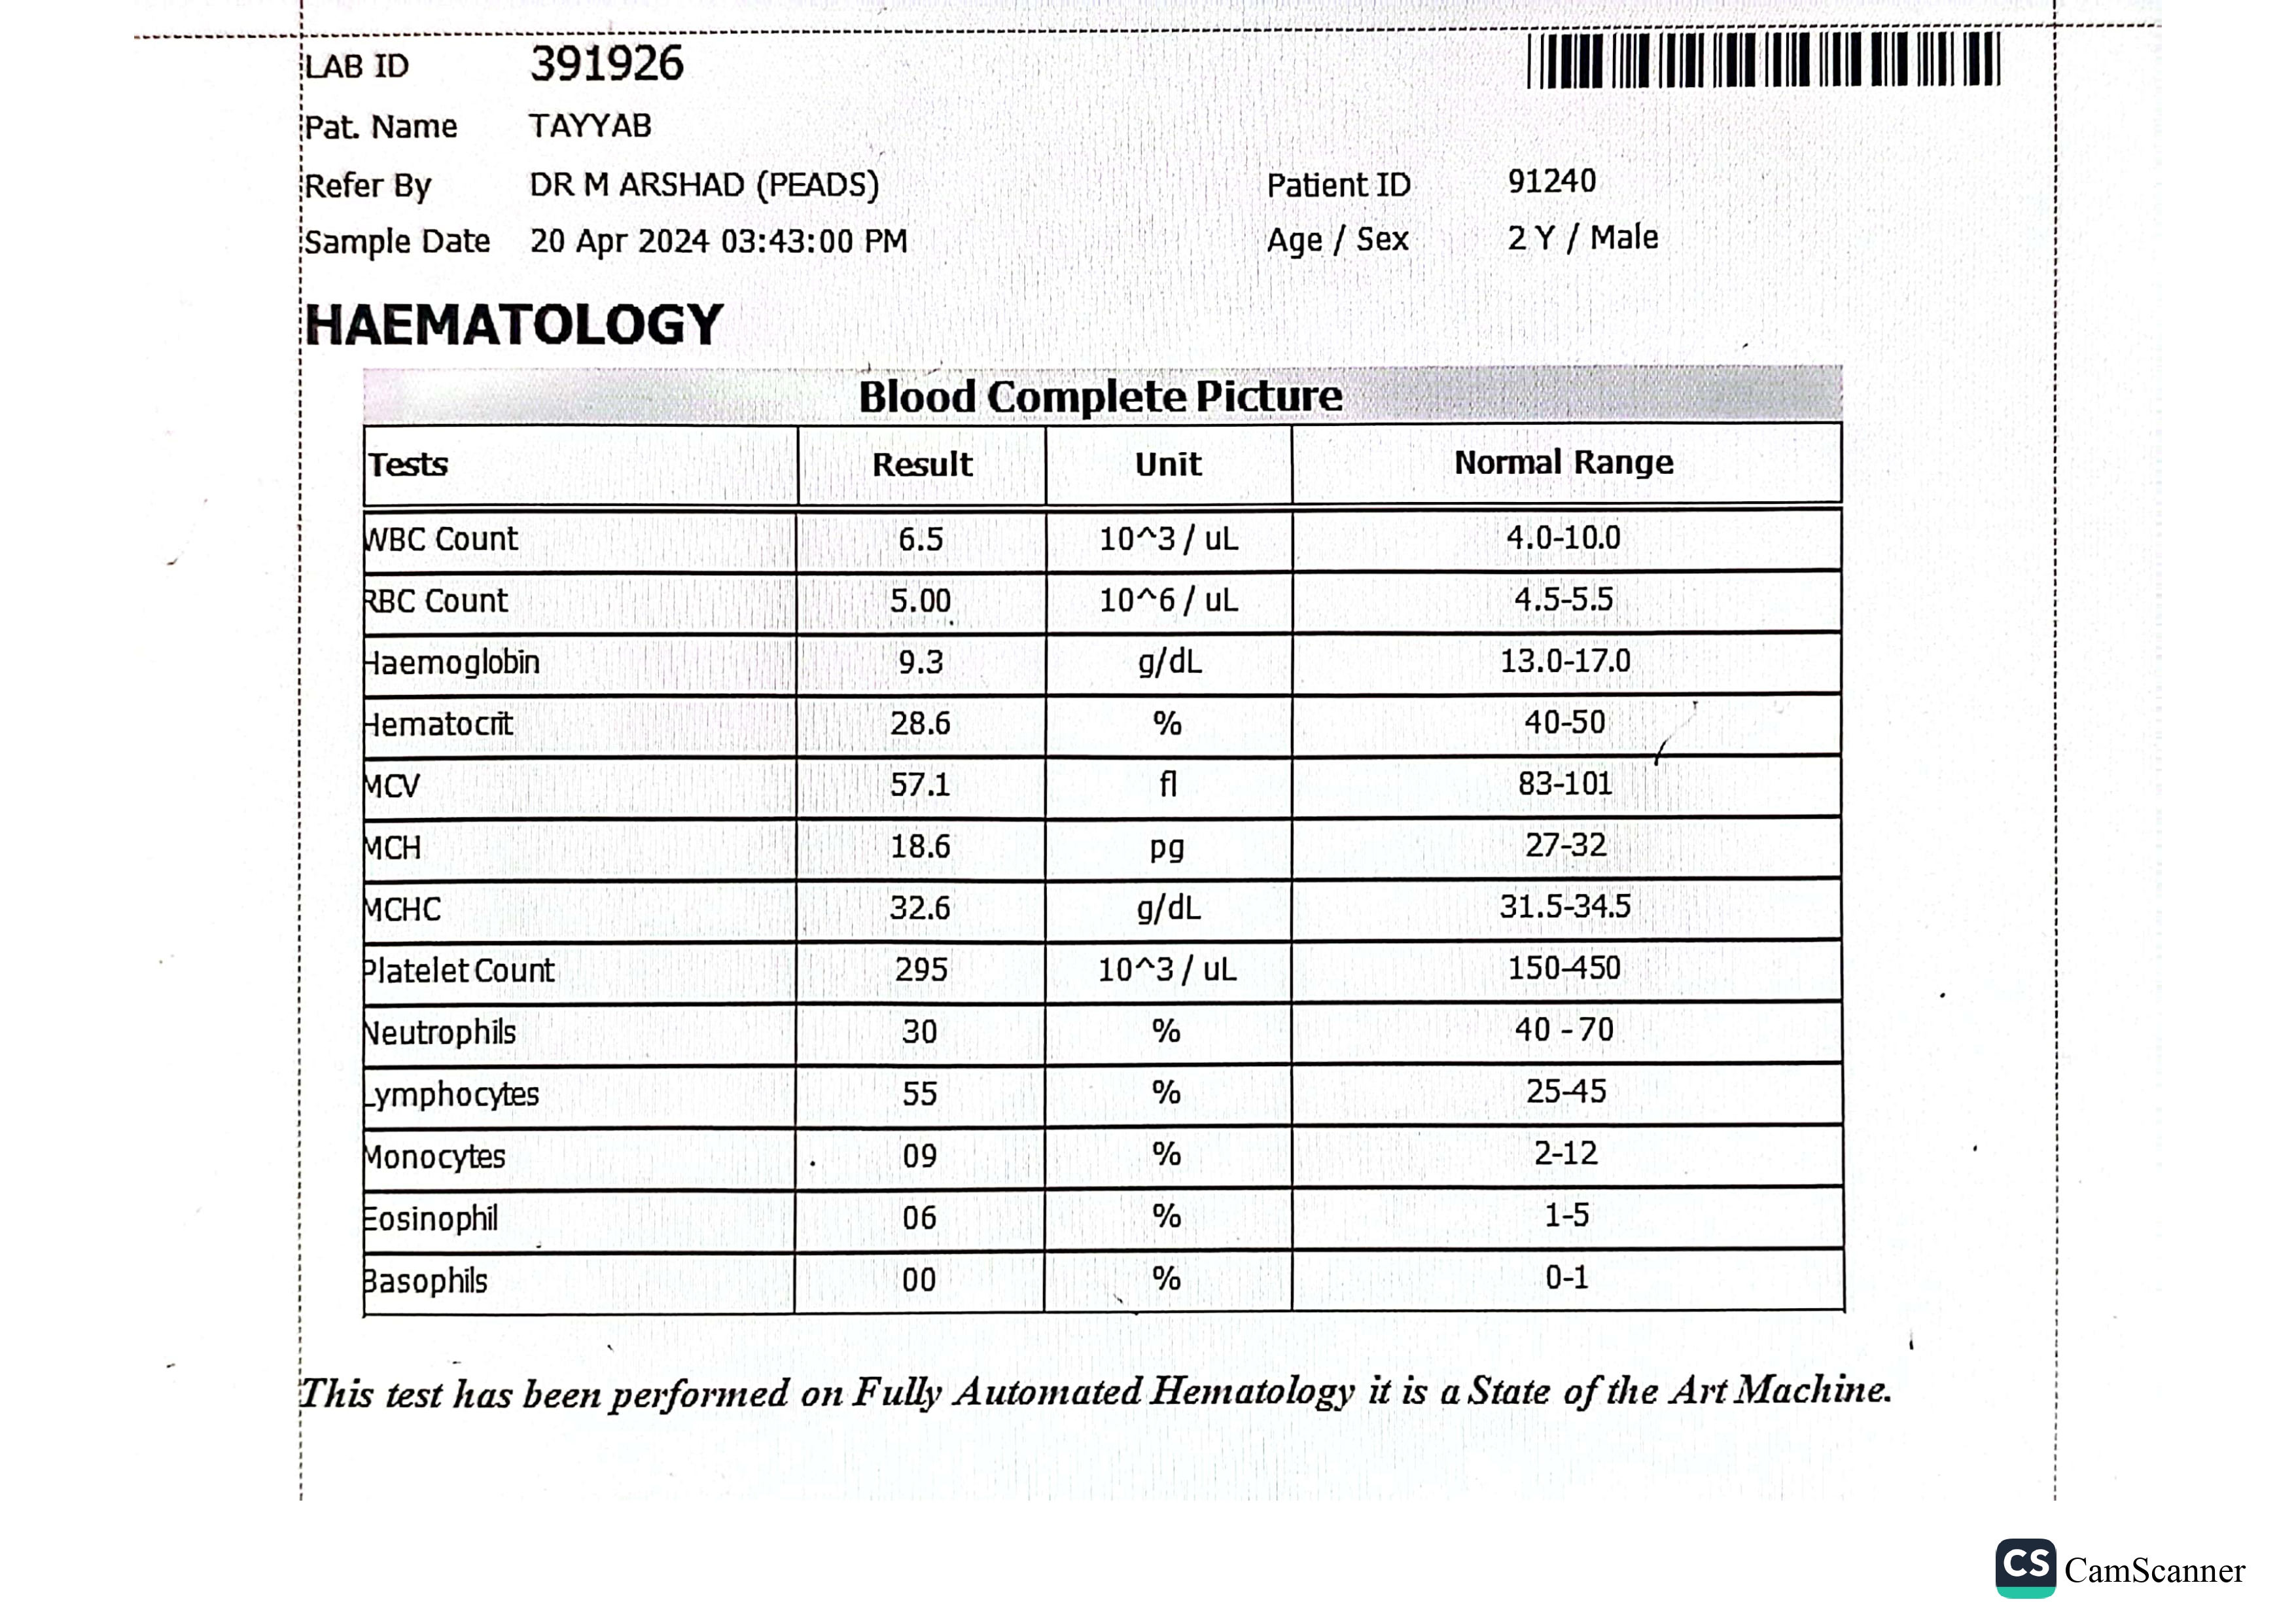 LAB ID 391926
Pat. Name TAYYAB
Refer By DR M ARSHAD (PEADS) Patient ID 91240
Sample Date 20 Apr 2024 03:43:00 PM Age / Sex 2 Y / Male
HAEMATOLOGY
Blood Complete Picture
Tests Result Unit Normal Range
WBC Count 6.5 10^3 / uL 4.0-10.0
RBC Count 5.00 10^6 / uL 4.5-5.5
Haemoglobin 9.3 g/dL 13.0-17.0
Hematocrit 28.6 % 40-50
MCV 57.1 fl 83-101
MCH 18.6 pg 27-32
MCHC 32.6 g/dL 31.5-34.5
Platelet Count 295 10^3 / uL 150-450
Neutrophils 30 % 40 - 70
Lymphocytes 55 % 25-45
Monocytes 09 % 2-12
Eosinophil 06 % 1-5
Basophils 00 % 0-1
This test has been performed on Fully Automated Hematology it is a State of the Art Machine.
CS CamScanner